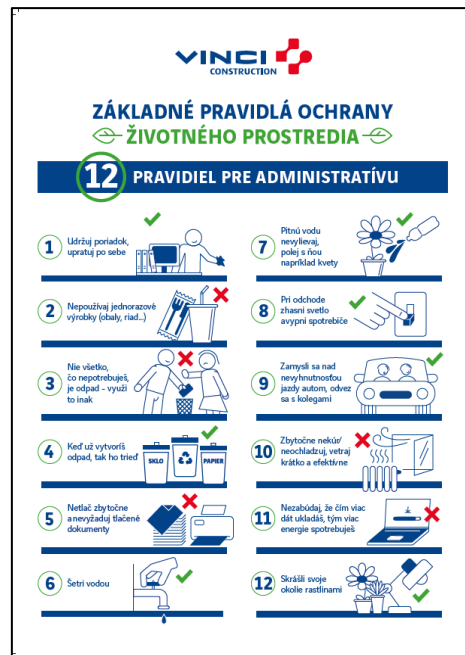 VINCI
CONSTRUCTION
ZÁKLADNÉ PRAVIDLÁ OCHRANY
ŽIVOTNÉHO PROSTREDIA
12 PRAVIDIEL PRE ADMINISTRATÍVU
1
Udržuj poriadok,
upratuj po sebe
2
Nepoužívaj jednorazové
výrobky (obaly, riad...)
3
Nie všetko,
čo nepotrebuješ,
je odpad – využi
to inak
4
Keď už vytvoríš
odpad, tak ho trieď
SKLO
PAPIER
5
Netlač zbytočne
a nevyžaduj tlačené
dokumenty
6
Šetri vodou
7
Pitnú vodu
nevylievaj,
polej s ňou
napríklad kvety
8
Pri odchode
zhasni svetlo
a vypni spotrebiče
9
Zamysli sa nad
nevyhnutnosťou
jazdy autom, odvez
sa s kolegami
10
Zbytočne nekúr/
neochladzuj, vetraj
krátko a efektívne
11
Nezabúdaj, že čím viac
dát ukladáš, tým viac
energie spotrebuješ
12
Skrášli svoje
okolie rastlinami